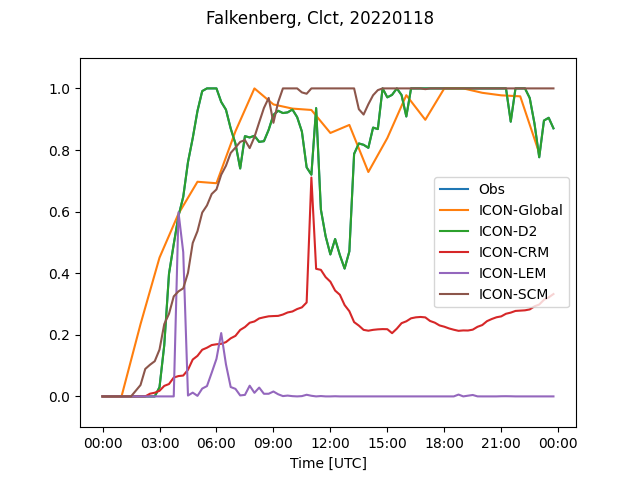 Falkenberg, Clct, 20220118
1.0
0.8
0.6
0.4
0.2
0.0
Obs
ICON-Global
ICON-D2
ICON-CRM
ICON-LEM
ICON-SCM
00:00 03:00 06:00 09:00 12:00 15:00 18:00 21:00 00:00
Time [UTC]